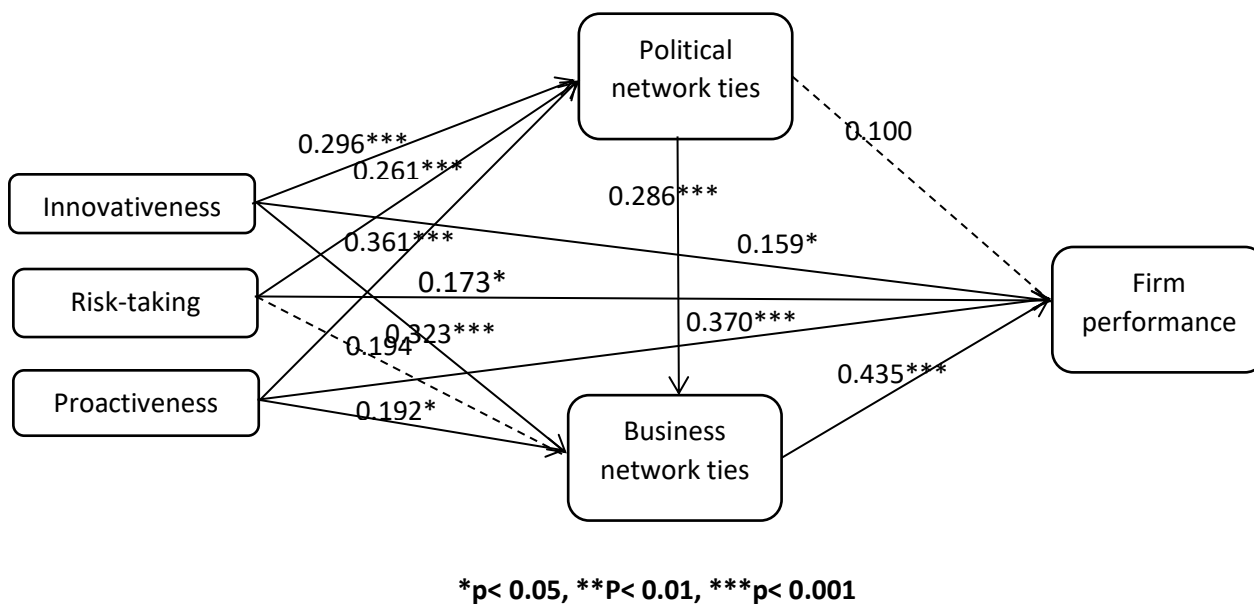 Political
network ties
0.100
0.296***
0.261***
0.286***
Innovativeness
0.361***
0.159*
Risk-taking
0.173*
Firm
performance
0.323***
0.194
0.370***
0.435***
Proactiveness
0.192*
Business
network ties
*p< 0.05, **P< 0.01, ***p< 0.001